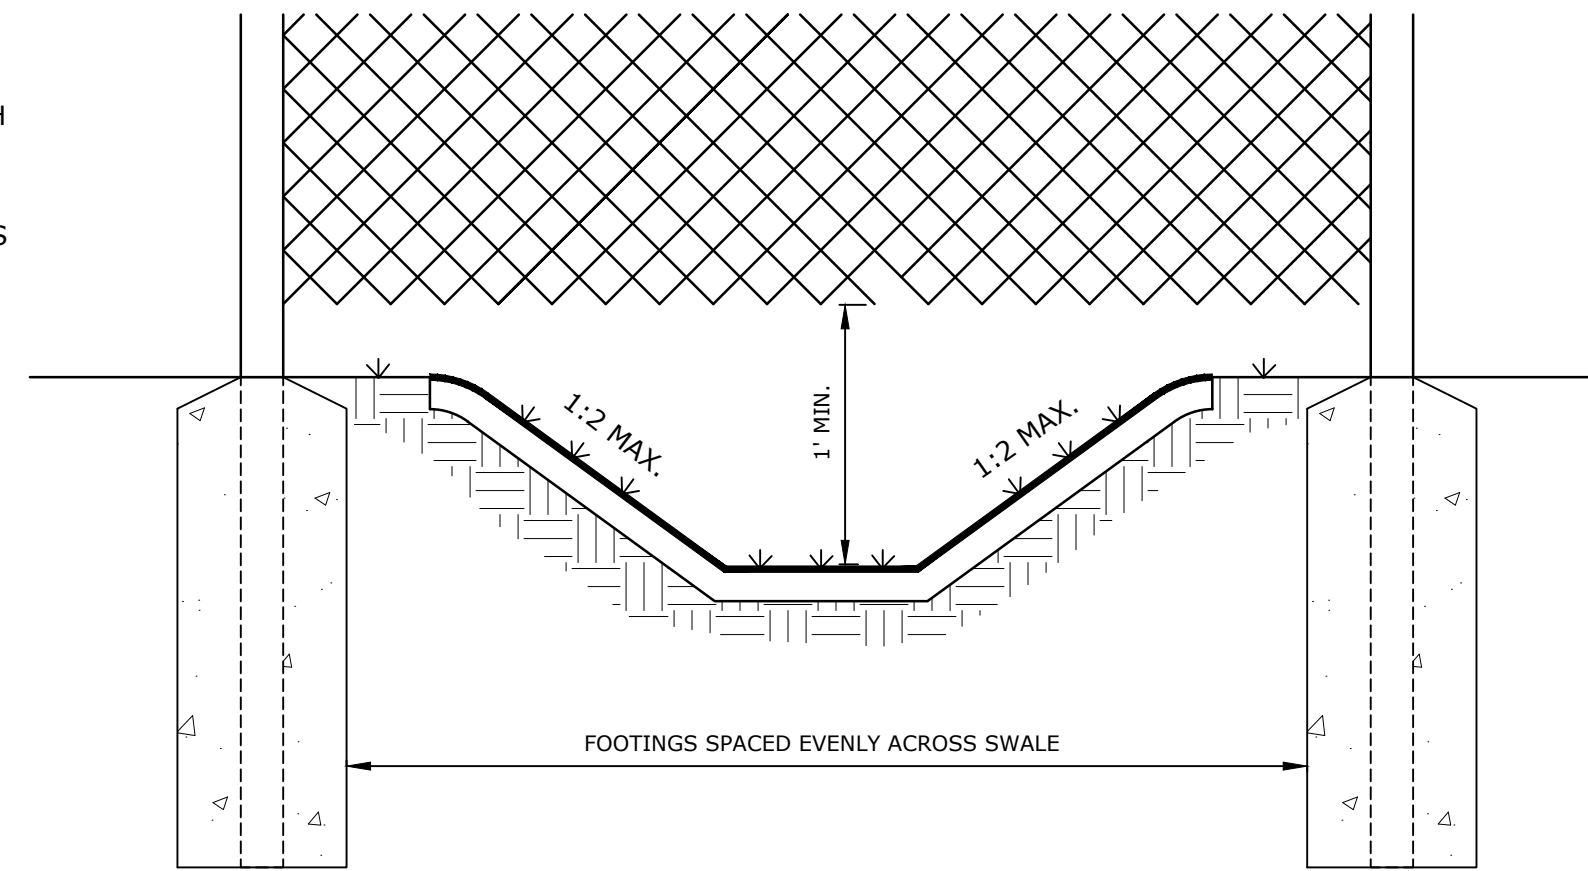 H
S
1:2 MAX.
1' MIN.
1:2 MAX.
FOOTINGS SPACED EVENLY ACROSS SWALE